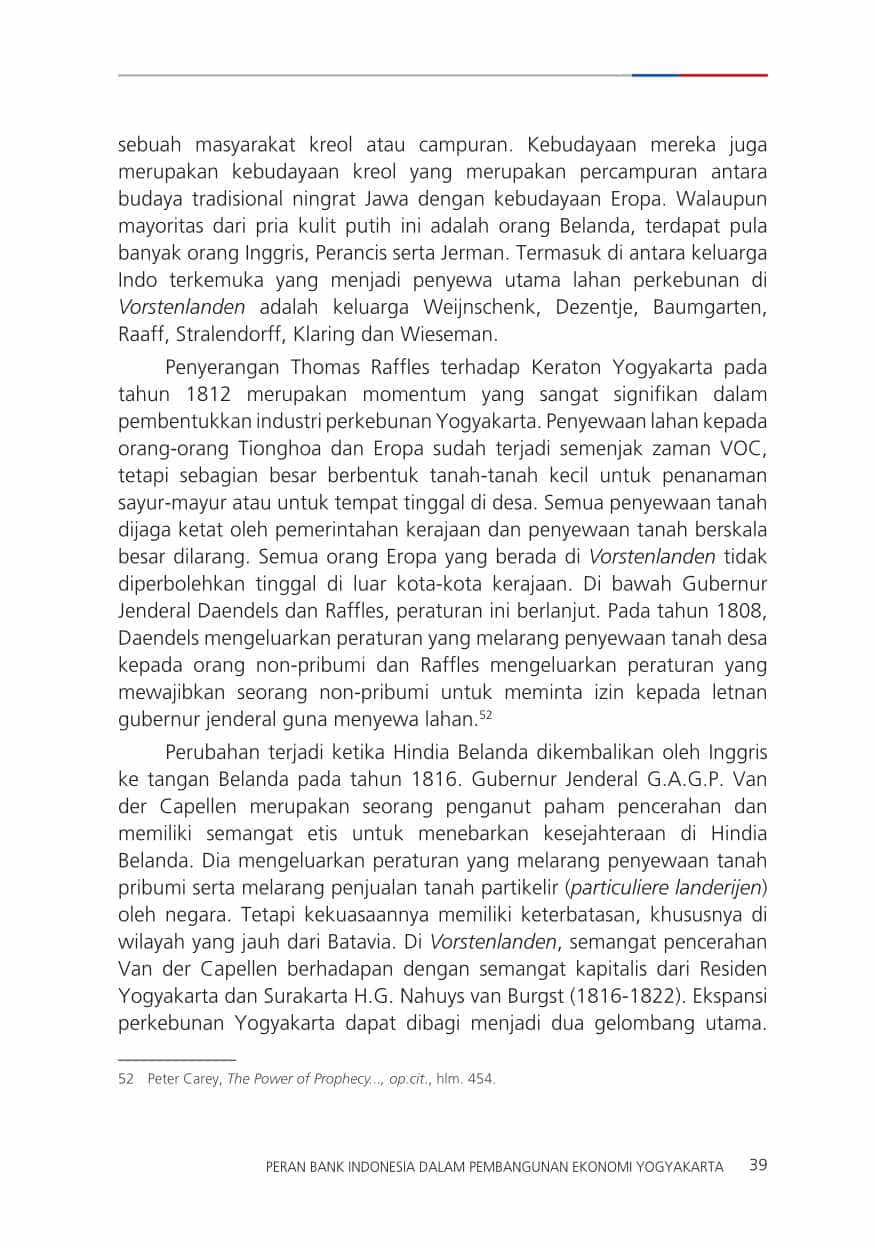 sebuah masyarakat kreol atau campuran. Kebudayaan mereka juga
merupakan kebudayaan kreol yang merupakan percampuran antara
budaya tradisional ningrat Jawa dengan kebudayaan Eropa. Walaupun
mayoritas dari pria kulit putih ini adalah orang Belanda, terdapat pula
banyak orang Inggris, Perancis serta Jerman. Termasuk di antara keluarga
Indo terkemuka yang menjadi penyewa utama lahan perkebunan di
Vorstenlanden adalah keluarga Weijnschenk, Dezentje, Baumgarten,
Raaff, Stralendorff, Klaring dan Wieseman.
Penyerangan Thomas Raffles terhadap Keraton Yogyakarta pada
tahun 1812 merupakan momentum yang sangat signifikan dalam
pembentukkan industri perkebunan Yogyakarta. Penyewaan lahan kepada
orang-orang Tionghoa dan Eropa sudah terjadi semenjak zaman VOC,
tetapi sebagian besar berbentuk tanah-tanah kecil untuk penanaman
sayur-mayur atau untuk tempat tinggal di desa. Semua penyewaan tanah
dijaga ketat oleh pemerintahan kerajaan dan penyewaan tanah berskala
besar dilarang. Semua orang Eropa yang berada di Vorstenlanden tidak
diperbolehkan tinggal di luar kota-kota kerajaan. Di bawah Gubernur
Jenderal Daendels dan Raffles, peraturan ini berlanjut. Pada tahun 1808,
Daendels mengeluarkan peraturan yang melarang penyewaan tanah desa
kepada orang non-pribumi dan Raffles mengeluarkan peraturan yang
mewajibkan seorang non-pribumi untuk meminta izin kepada letnan
gubernur jenderal guna menyewa lahan.52
Perubahan terjadi ketika Hindia Belanda dikembalikan oleh Inggris
ke tangan Belanda pada tahun 1816. Gubernur Jenderal G.A.G.P. Van
der Capellen merupakan seorang penganut paham pencerahan dan
memiliki semangat etis untuk menebarkan kesejahteraan di Hindia
Belanda. Dia mengeluarkan peraturan yang melarang penyewaan tanah
pribumi serta melarang penjualan tanah partikelir (particuliere landerijen)
oleh negara. Tetapi kekuasaannya memiliki keterbatasan, khususnya di
wilayah yang jauh dari Batavia. Di Vorstenlanden, semangat pencerahan
Van der Capellen berhadapan dengan semangat kapitalis dari Residen
Yogyakarta dan Surakarta H.G. Nahuys van Burgst (1816-1822). Ekspansi
perkebunan Yogyakarta dapat dibagi menjadi dua gelombang utama.
52 Peter Carey, The Power of Prophecy..., op.cit., hlm. 454.
PERAN BANK INDONESIA DALAM PEMBANGUNAN EKONOMI YOGYAKARTA 39